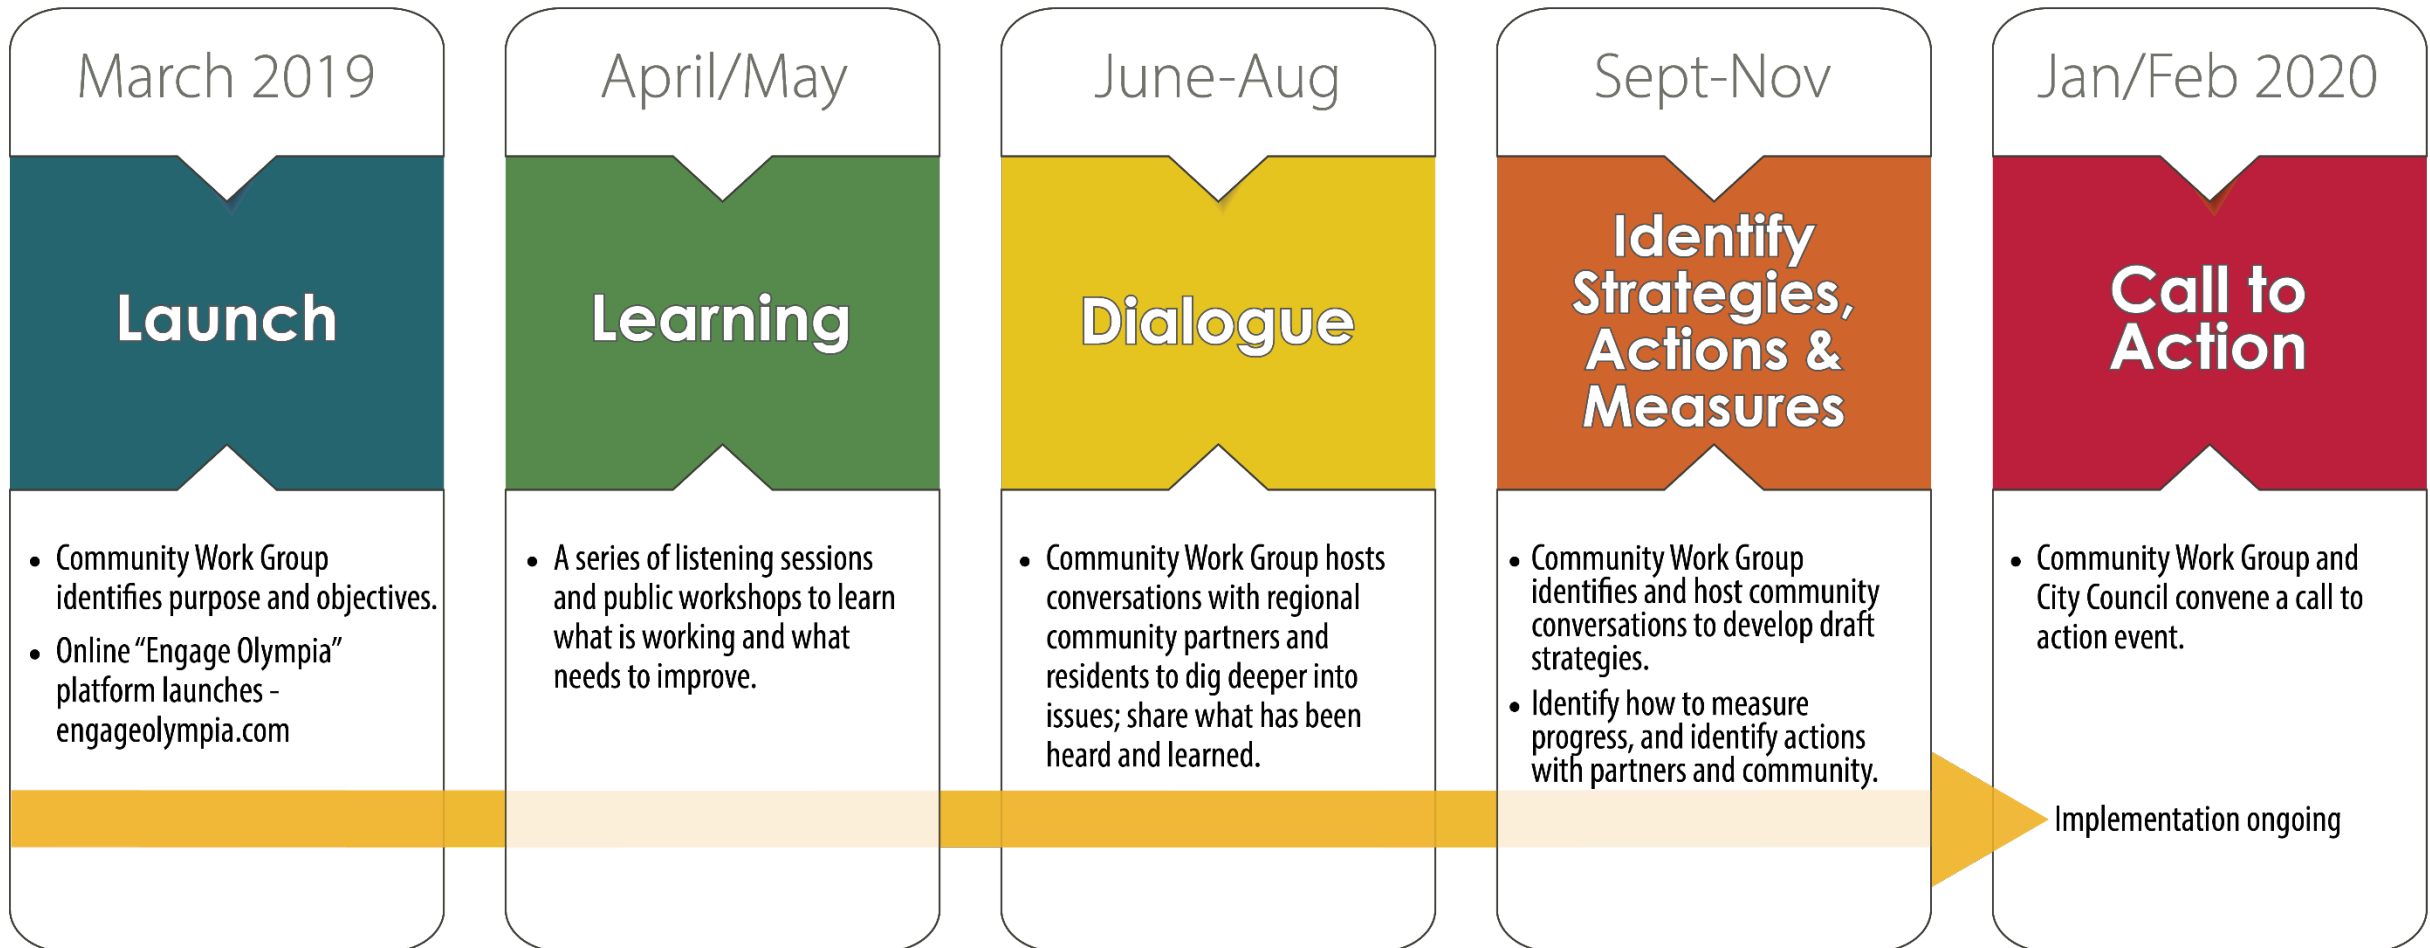 March 2019
Launch
• Community Work Group
identifies purpose and objectives.
• Online “Engage Olympia”
platform launches -
engageolympia.com
April/May
Learning
• A series of listening sessions
and public workshops to learn
what is working and what
needs to improve.
June-Aug
Dialogue
• Community Work Group hosts
conversations with regional
community partners and
residents to dig deeper into
issues; share what has been
heard and learned.
Sept-Nov
Identify
Strategies,
Actions &
Measures
• Community Work Group
identifies and host community
conversations to develop draft
strategies.
• Identify how to measure
progress, and identify actions
with partners and community.
Jan/Feb 2020
Call to
Action
• Community Work Group and
City Council convene a call to
action event.
Implementation ongoing